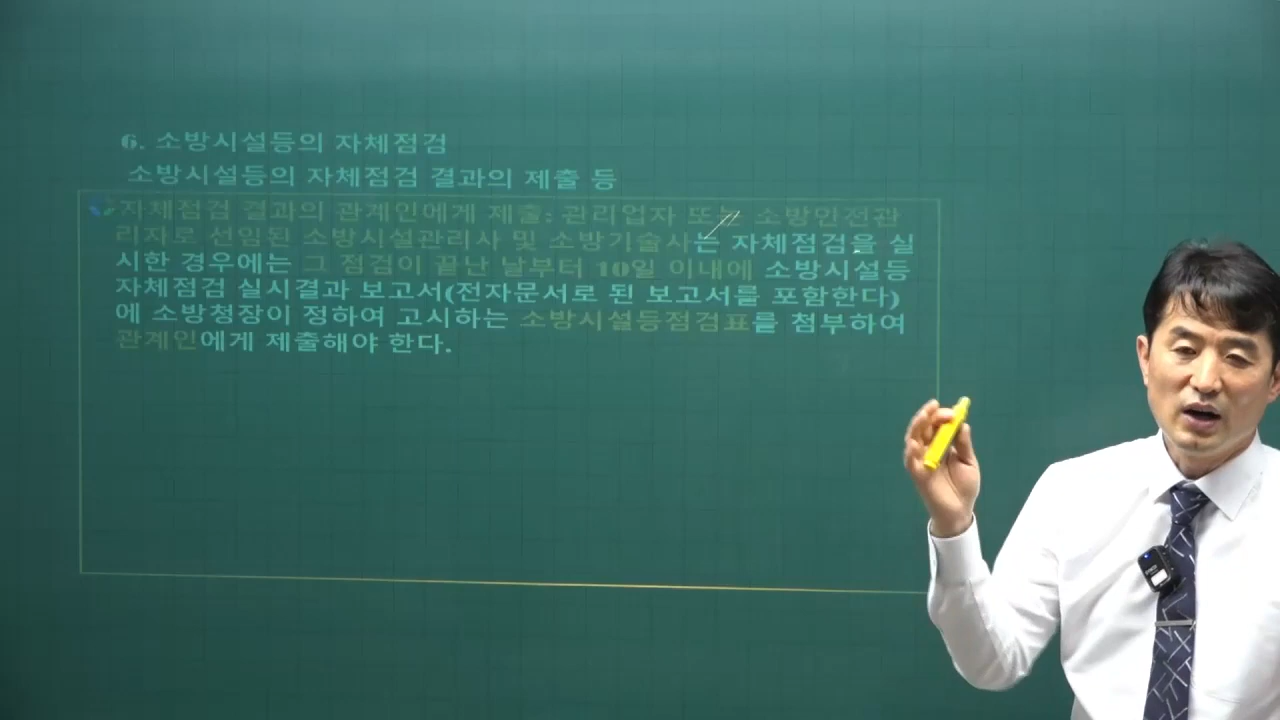 6. 소방시설등의 자체점검
소방시설등의 자체점검 결과의 제출 등
자체점검 결과의 관계인에게 제출: 관리업자 또는 소방안전관
리자로 선임된 소방시설관리사 및 소방기술사는 자체점검을 실
시한 경우에는 그 점검이 끝난 날부터 10일 이내에 소방시설등
자체점검 실시결과 보고서(전자문서로 된 보고서를 포함한다)
에 소방청장이 정하여 고시하는 소방시설등점검표를 첨부하여
관계인에게 제출해야 한다.